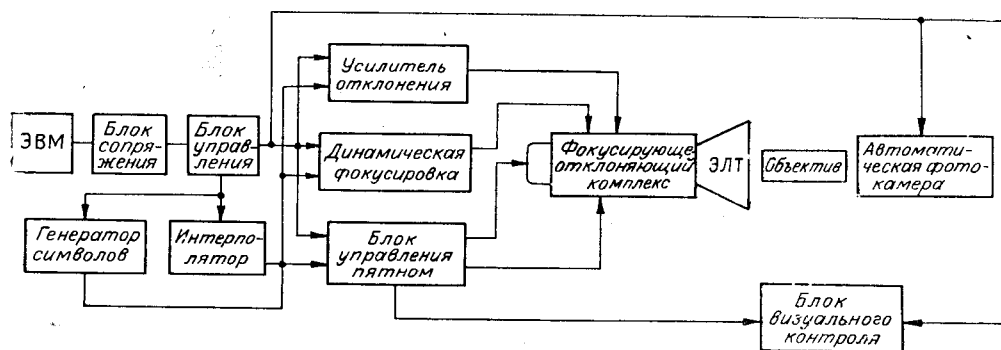 Усилитель
отклонения
ЭВМ
Блок
сопря-
жения
Блок
управ-
ления
Динамическая
фокусировка
Фокусирующе-
отклоняющий
комплекс
ЭЛТ
Объектив
Автомати-
ческая фото-
камера
Генератор
символов
Интерпо-
лятор
Блок
управления
пятном
Блок
визуального
контроля